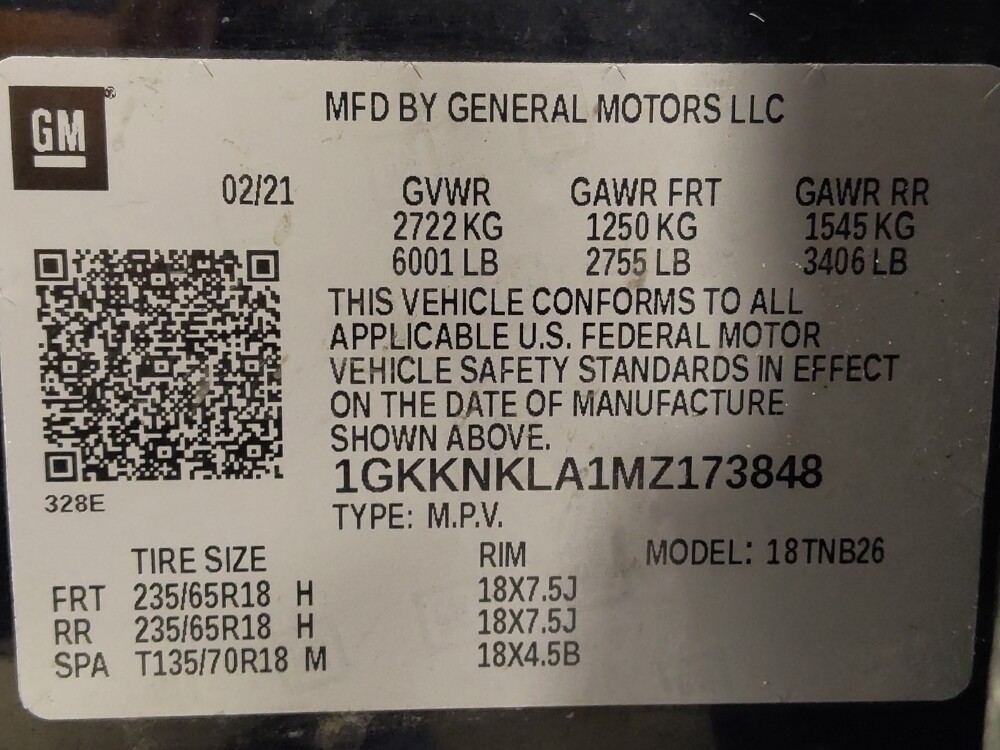 GM®
MFD BY GENERAL MOTORS LLC
02/21 GVWR GAWR FRT GAWR RR
2722 KG 1250 KG 1545 KG
6001 LB 2755 LB 3406 LB
THIS VEHICLE CONFORMS TO ALL
APPLICABLE U.S. FEDERAL MOTOR
VEHICLE SAFETY STANDARDS IN EFFECT
ON THE DATE OF MANUFACTURE
SHOWN ABOVE.
1GKKNKLA1MZ173848
328E
TYPE: M.P.V.
TIRE SIZE RIM MODEL: 18TNB26
FRT 235/65R18 H 18X7.5J
RR 235/65R18 H 18X7.5J
SPA T135/70R18 M 18X4.5B